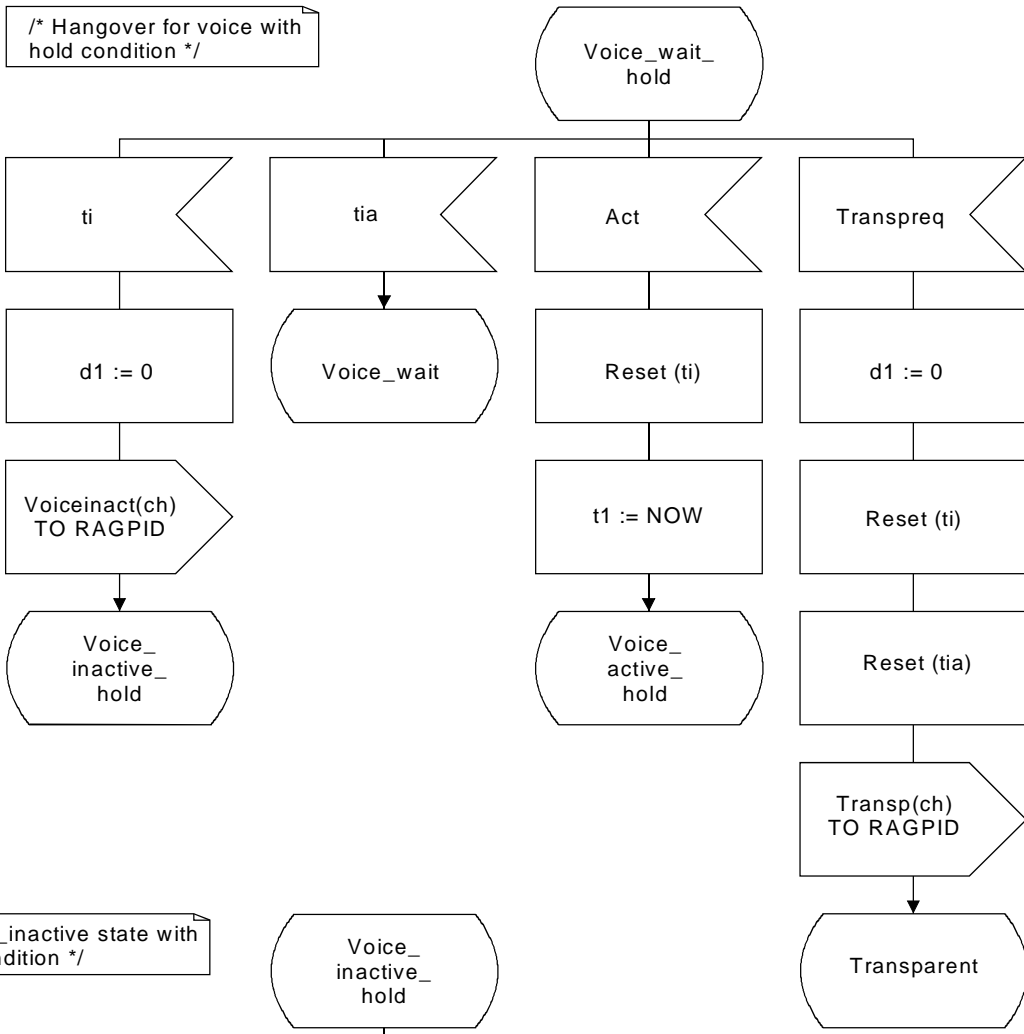 /* Hangover for voice with
hold condition */
Voice_wait_
hold
ti
tia
Act
Transpreq
d1 := 0
Voice_wait
Reset (ti)
d1 := 0
Voiceinact(ch)
TO RAGPID
t1 := NOW
Reset (ti)
Voice_
inactive_
hold
Voice_
active_
hold
Reset (tia)
Transp(ch)
TO RAGPID
_inactive state with
ndition */
Voice_
inactive_
hold
Transparent